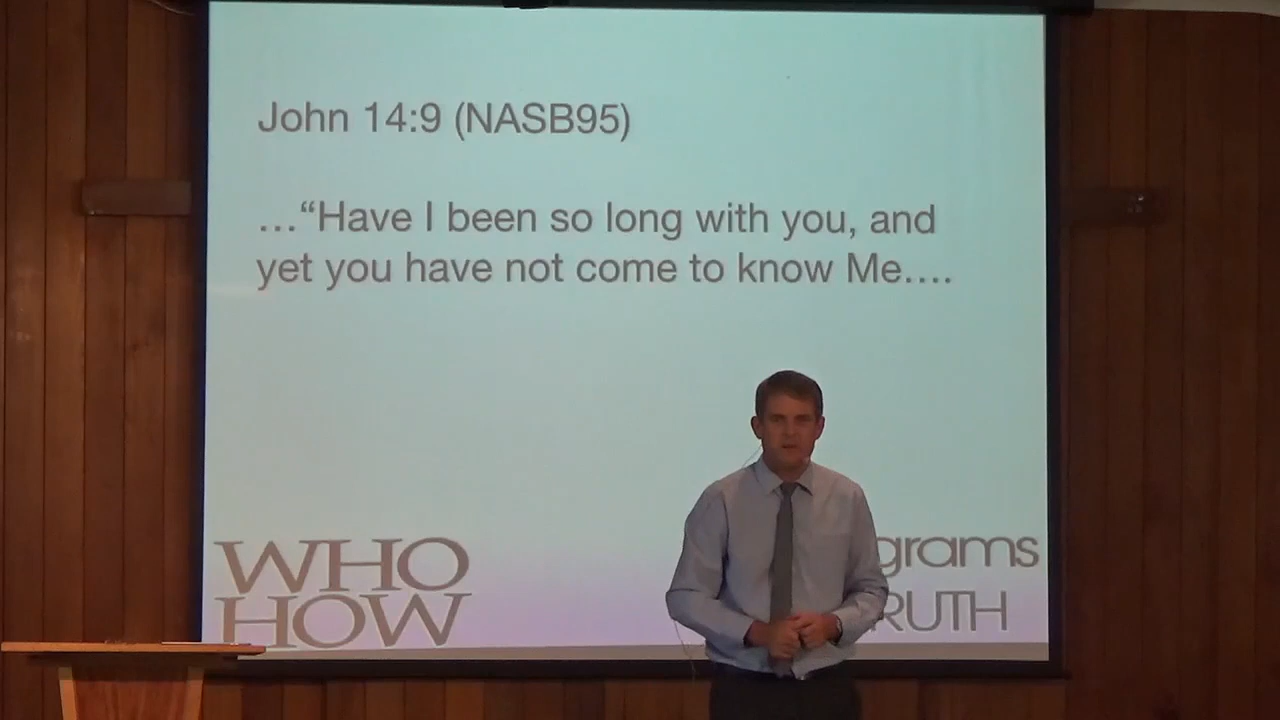 John 14:9 (NASB95)
…“Have I been so long with you, and
yet you have not come to know Me….
WHO
HOW
grams
RUTH